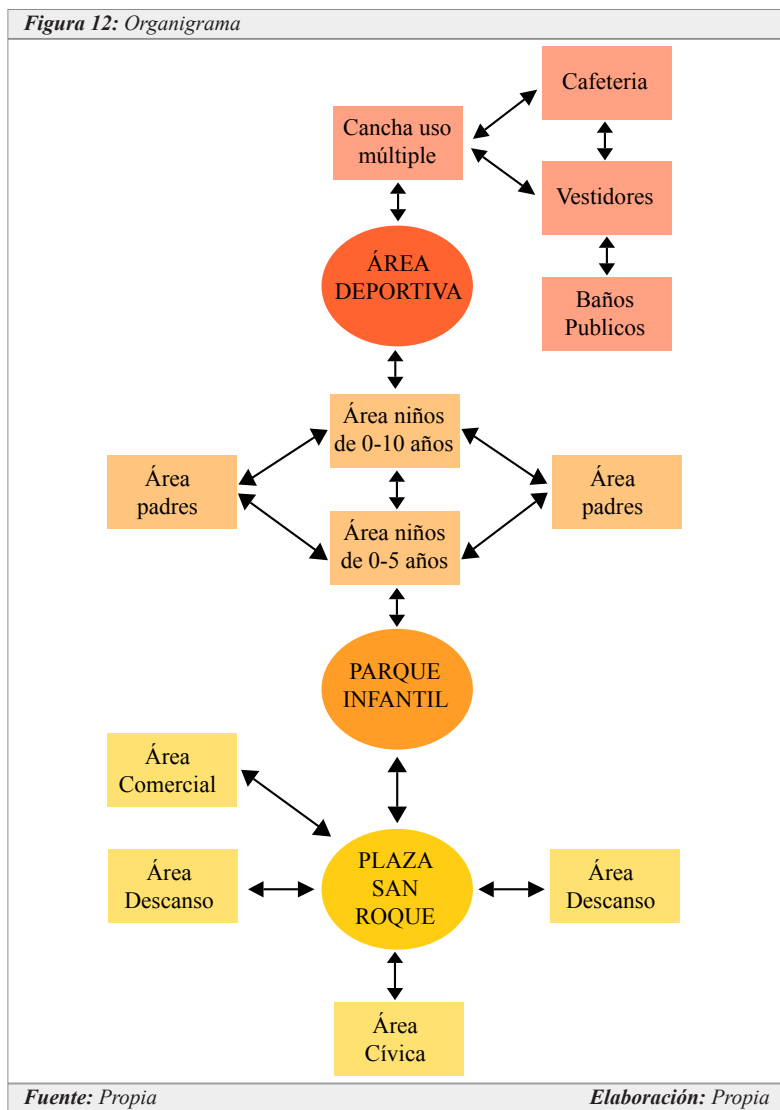 Figura 12: Organigrama
Cafeteria
Cancha uso
múltiple
Vestidores
ÁREA
DEPORTIVA
Baños
Publicos
Área niños
de 0-10 años
Área
padres
Área
padres
Área niños
de 0-5 años
PARQUE
INFANTIL
Área
Comercial
Área
Descanso
PLAZA
SAN
ROQUE
Área
Descanso
Área
Cívica
Fuente: Propia
Elaboración: Propia